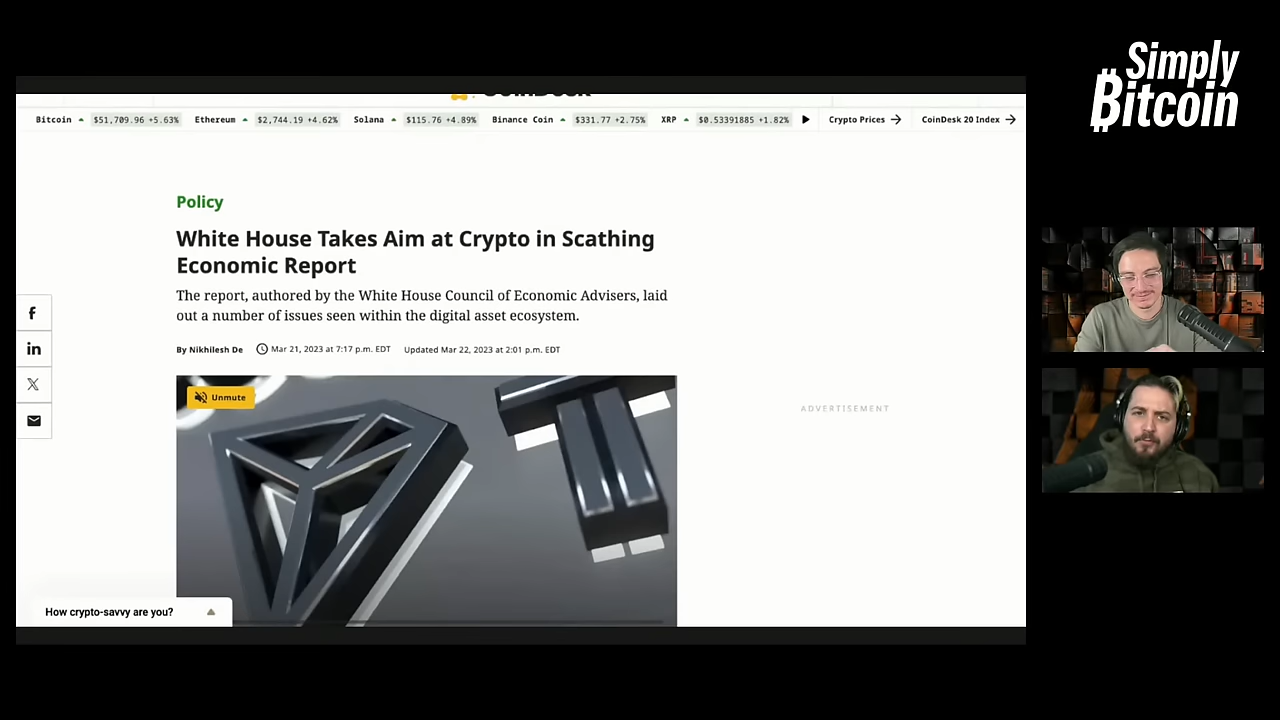 Simply
Bitcoin
CoinDesk
Bitcoin $51,709.96 +5.63% Ethereum $2,744.19 +4.62% Solana $115.76 +4.89% Binance Coin $331.77 +2.75% XRP $0.53391885 +1.82% Crypto Prices CoinDesk 20 Index
Policy
White House Takes Aim at Crypto in Scathing
Economic Report
The report, authored by the White House Council of Economic Advisers, laid
out a number of issues seen within the digital asset ecosystem.
By Nikhilesh De Mar 21, 2023 at 7:17 p.m. EDT Updated Mar 22, 2023 at 2:01 p.m. EDT
Unmute
ADVERTISEMENT
How crypto-savvy are you?